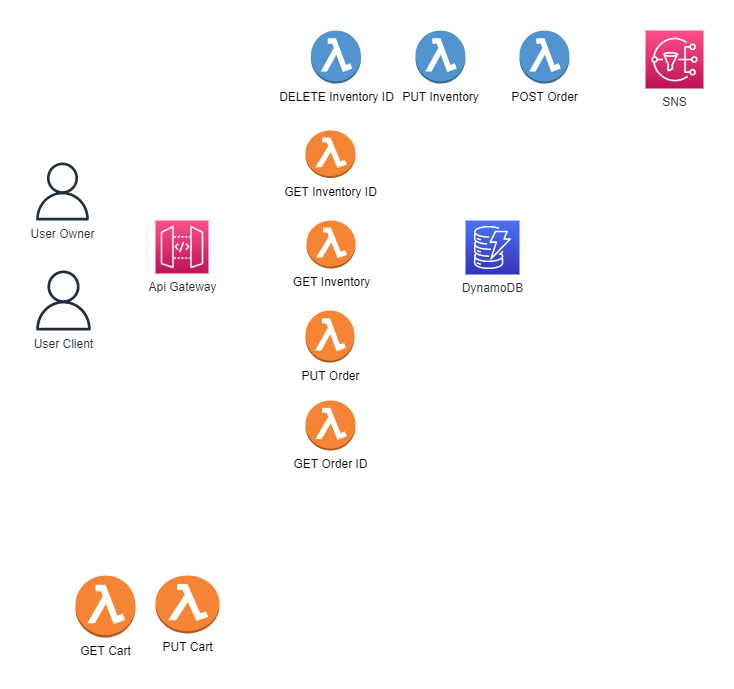 DELETE Inventory ID
PUT Inventory
POST Order
SNS
GET Inventory ID
User Owner
</>
Api Gateway
GET Inventory
DynamoDB
User Client
PUT Order
GET Order ID
GET Cart
PUT Cart